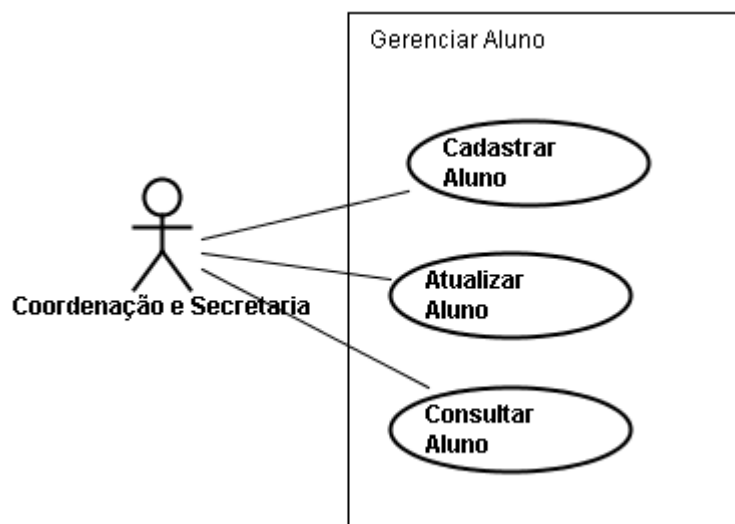 Gerenciar Aluno
Cadastrar
Aluno
Coordenação e Secretaria
Atualizar
Aluno
Consultar
Aluno